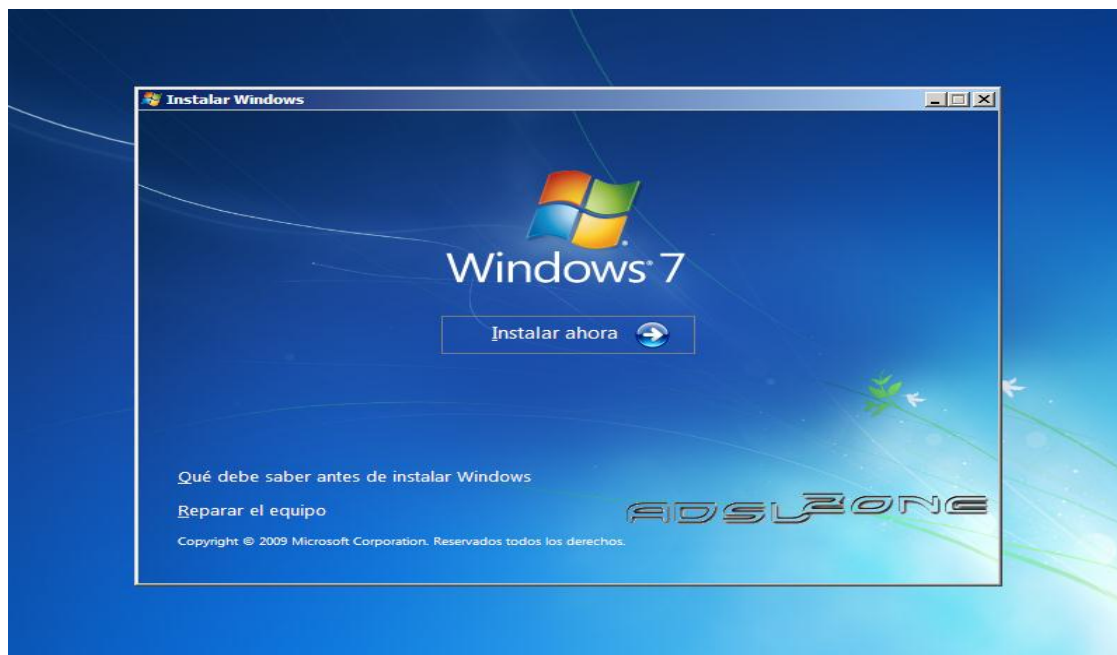 Instalar Windows
Windows® 7
Instalar ahora
Qué debe saber antes de instalar Windows
Reparar el equipo
ADSLZONE
Copyright © 2009 Microsoft Corporation. Reservados todos los derechos.